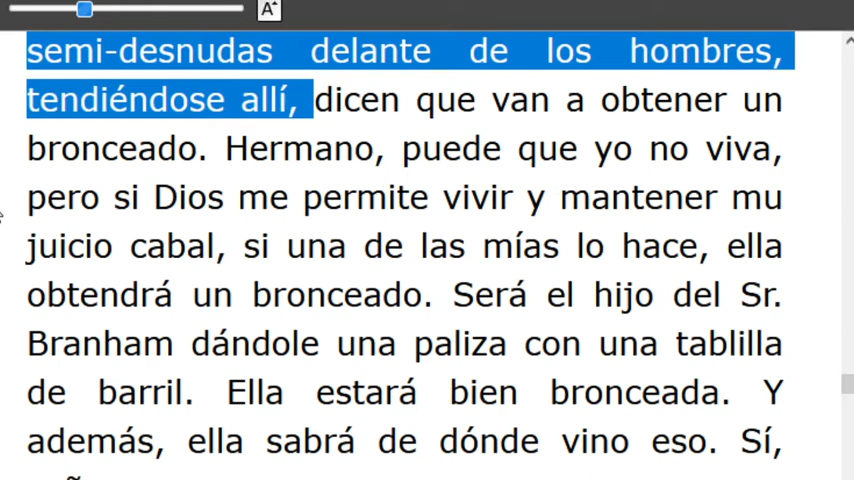 A
semi-desnudas delante de los hombres,
tendiéndose allí, dicen que van a obtener un
bronceado. Hermano, puede que yo no viva,
pero si Dios me permite vivir y mantener mu
juicio cabal, si una de las mías lo hace, ella
obtendrá un bronceado. Será el hijo del Sr.
Branham dándole una paliza con una tablilla
de barril. Ella estará bien bronceada. Y
además, ella sabrá de dónde vino eso. Sí,